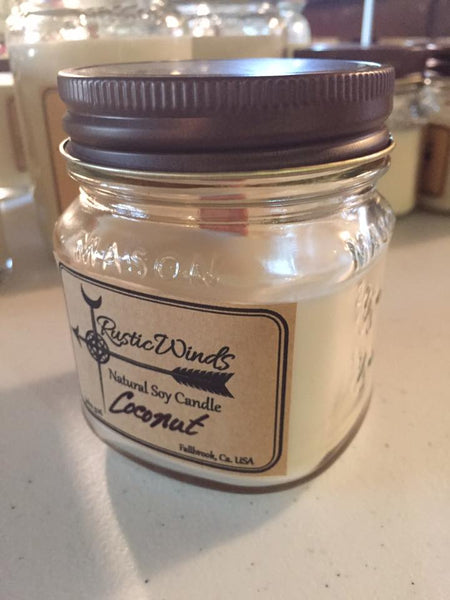 MASON
RusticWinds
Natural Soy Candle
Coconut
Fallbrook, Ca. USA